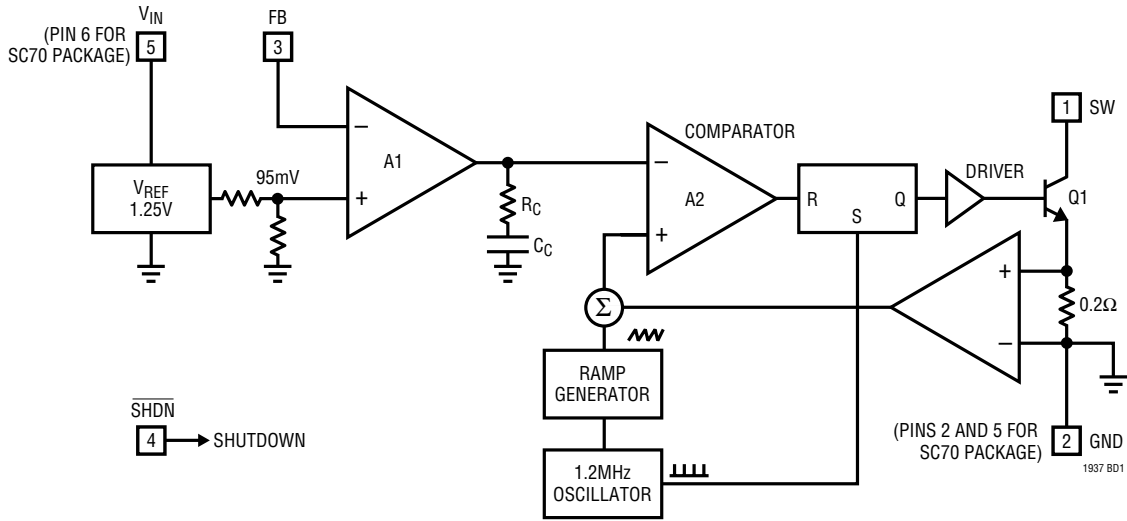 VIN
(PIN 6 FOR
SC70 PACKAGE)
5
FB
3
VREF
1.25V
95mV
−
+
A1
RC
CC
COMPARATOR
−
+
A2
R
S
Q
DRIVER
1
SW
Q1
+
−
0.2Ω
Σ
RAMP
GENERATOR
1.2MHz
OSCILLATOR
SHDN
4
SHUTDOWN
(PINS 2 AND 5 FOR
SC70 PACKAGE)
2
GND
1937 BD1